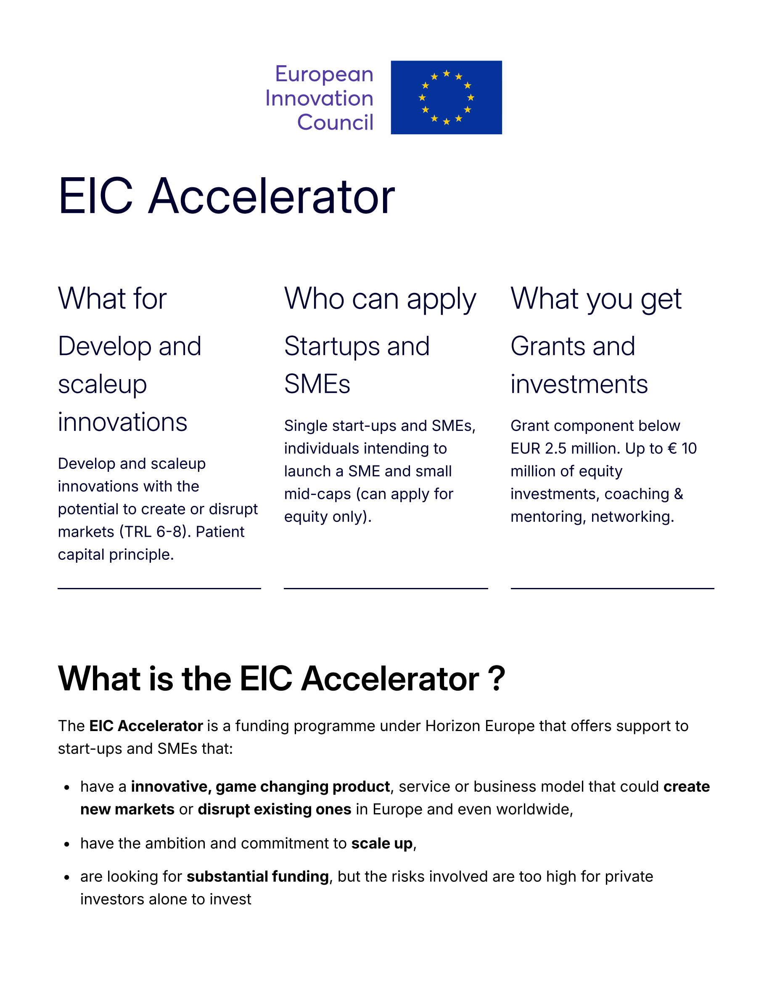 European
Innovation
Council
EIC Accelerator
What for
Develop and
scaleup
innovations
Develop and scaleup
innovations with the
potential to create or disrupt
markets (TRL 6-8). Patient
capital principle.
Who can apply
Startups and
SMEs
Single start-ups and SMEs,
individuals intending to
launch a SME and small
mid-caps (can apply for
equity only).
What you get
Grants and
investments
Grant component below
EUR 2.5 million. Up to € 10
million of equity
investments, coaching &
mentoring, networking.
What is the EIC Accelerator ?
The EIC Accelerator is a funding programme under Horizon Europe that offers support to
start-ups and SMEs that:
• have a innovative, game changing product, service or business model that could create
new markets or disrupt existing ones in Europe and even worldwide,
• have the ambition and commitment to scale up,
• are looking for substantial funding, but the risks involved are too high for private
investors alone to invest